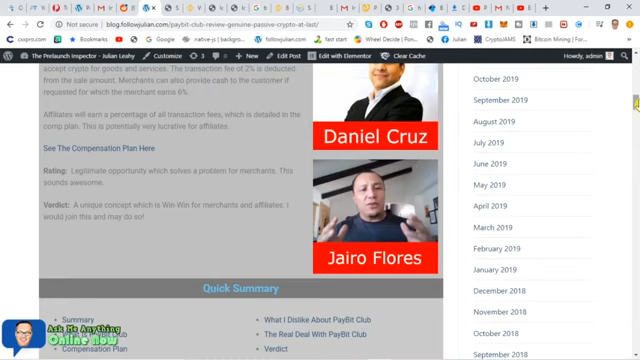 Not secure | blog.followjulian.com/paybit-club-review-genuine-passive-crypto-at-last/
cxxpro.com
Other bookmarks
native-js | backgro...
Wheel Decide | Pow...
CryptoJAMS
Bitcoin Mining | For...
The Prelaunch Inspector: Julian Leahy
Customize
3
New
Edit Post
Edit with Elementor
Clear Cache
Howdy, admin
accept crypto for goods and services. The transaction fee of 2% is deducted
from the sale amount. Merchants can also provide cash to the customer if
requested for which the merchant earns 6%.
Affiliates will earn a percentage of all transaction fees, which is detailed in the
comp plan. This is potentially very lucrative for affiliates.
See The Compensation Plan Here
Rating: Legitimate opportunity which solves a problem for merchants. This
sounds awesome.
Verdict: A unique concept which is Win-Win for merchants and affiliates. I
would join this and may do so!
Daniel Cruz
Jairo Flores
Quick Summary
Summary
Club
Compensation Plan
What I Dislike About PayBit Club
The Real Deal With PayBit Club
Verdict
October 2019
September 2019
August 2019
July 2019
June 2019
May 2019
April 2019
March 2019
February 2019
January 2019
December 2018
November 2018
October 2018
September 2018
Ask Me Anything
Online Now